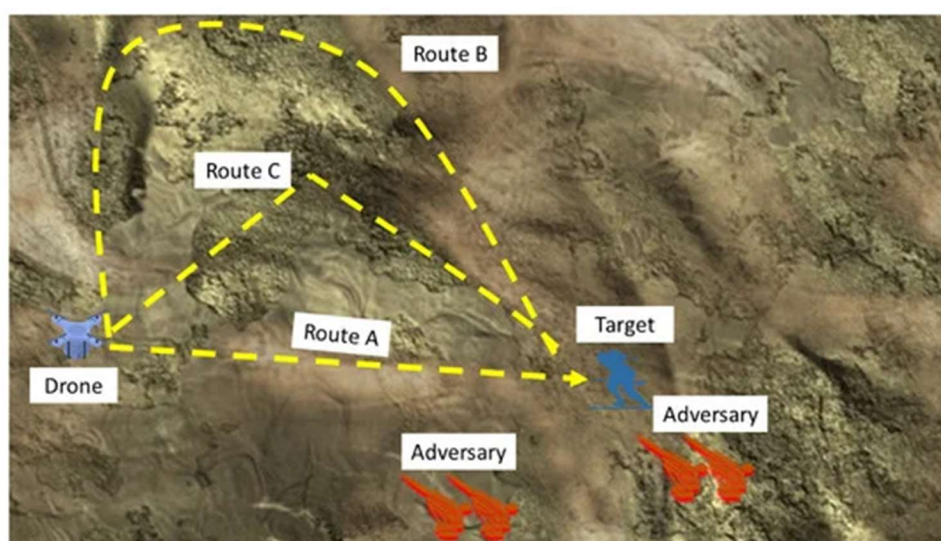 Route B
Route C
Route A
Target
Drone
Adversary
Adversary